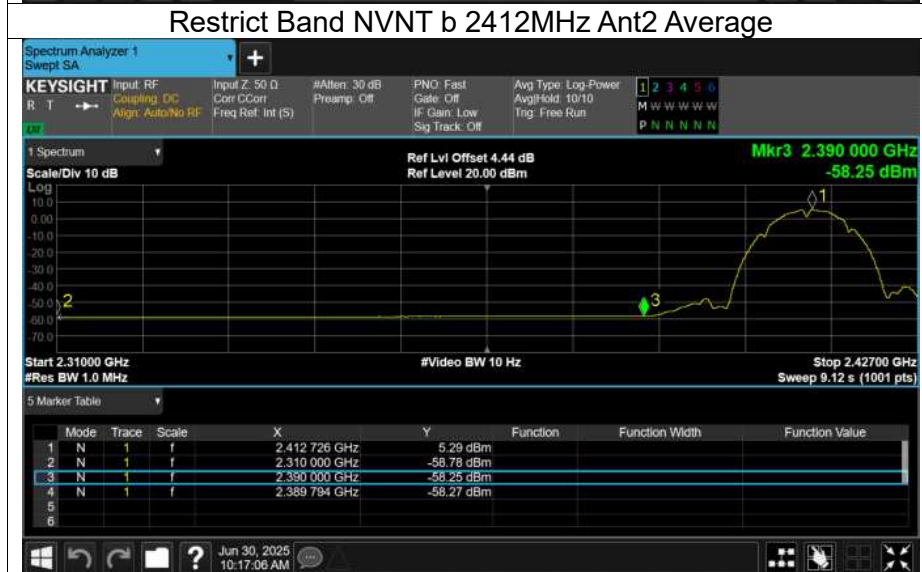 Restrict Band NVNT b 2412MHz Ant2 Average
Spectrum Analyzer 1
Swept SA
+
KEYSIGHT
R T
Input: RF
Coupling: DC
Align: Auto/No RF
Input Z: 50 Ω
Corr CCorr
Freq Ref: Int (S)
#Atten: 30 dB
Preamp: Off
PNO: Fast
Gate: Off
IF Gain: Low
Sig Track: Off
Avg Type: Log-Power
Avg|Hold: 10/10
Trig: Free Run
1 2 3 4 5 6
M W W W W W
P N N N N N
1 Spectrum
Scale/Div 10 dB
Ref Lvl Offset 4.44 dB
Ref Level 20.00 dBm
Mkr3 2.390 000 GHz
-58.25 dBm
Log
10.0
0.00
-10.0
-20.0
-30.0
-40.0
-50.0
-60.0
-70.0
1
2
3
Start 2.31000 GHz
#Video BW 10 Hz
Stop 2.42700 GHz
#Res BW 1.0 MHz
Sweep 9.12 s (1001 pts)
5 Marker Table
Mode Trace Scale X Y Function Function Width Function Value
1 N 1 f 2.412 726 GHz 5.29 dBm
2 N 1 f 2.310 000 GHz -58.78 dBm
3 N 1 f 2.390 000 GHz -58.25 dBm
4 N 1 f 2.389 794 GHz -58.27 dBm
5
6
? Jun 30, 2025
10:17:06 AM